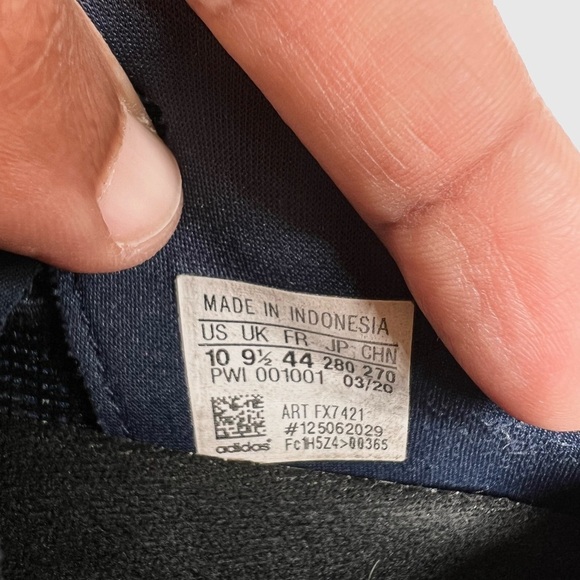 MADE IN INDONESIA
US UK FR JP CHN
10 9½ 44 280 270
PWI 001001 03/20
ART FX7421
#125062029
adidas Fc1H5Z4>00365